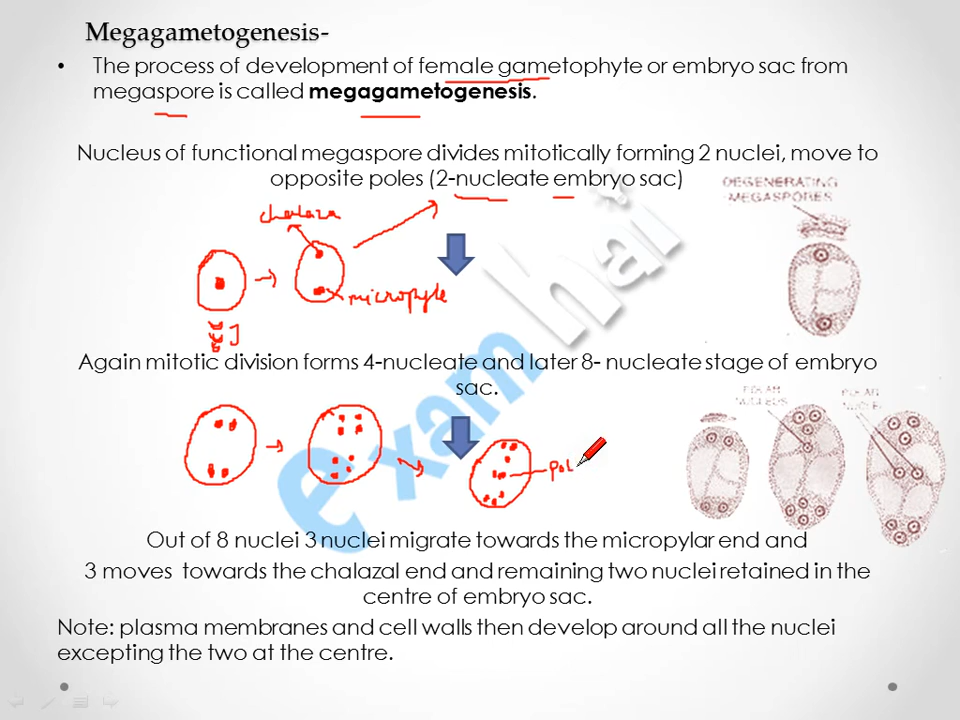 Megagametogenesis-
• The process of development of female gametophyte or embryo sac from
megaspore is called megagametogenesis.
Nucleus of functional megaspore divides mitotically forming 2 nuclei, move to
opposite poles (2-nucleate embryo sac)
DEGENERATING
MEGASPORES
chalaza
micropyle
examhai
Again mitotic division forms 4-nucleate and later 8- nucleate stage of embryo
sac.
POLAR
NUCLEUS
POLAR
NUCLEI
pol
Out of 8 nuclei 3 nuclei migrate towards the micropylar end and
3 moves towards the chalazal end and remaining two nuclei retained in the
centre of embryo sac.
Note: plasma membranes and cell walls then develop around all the nuclei
excepting the two at the centre.